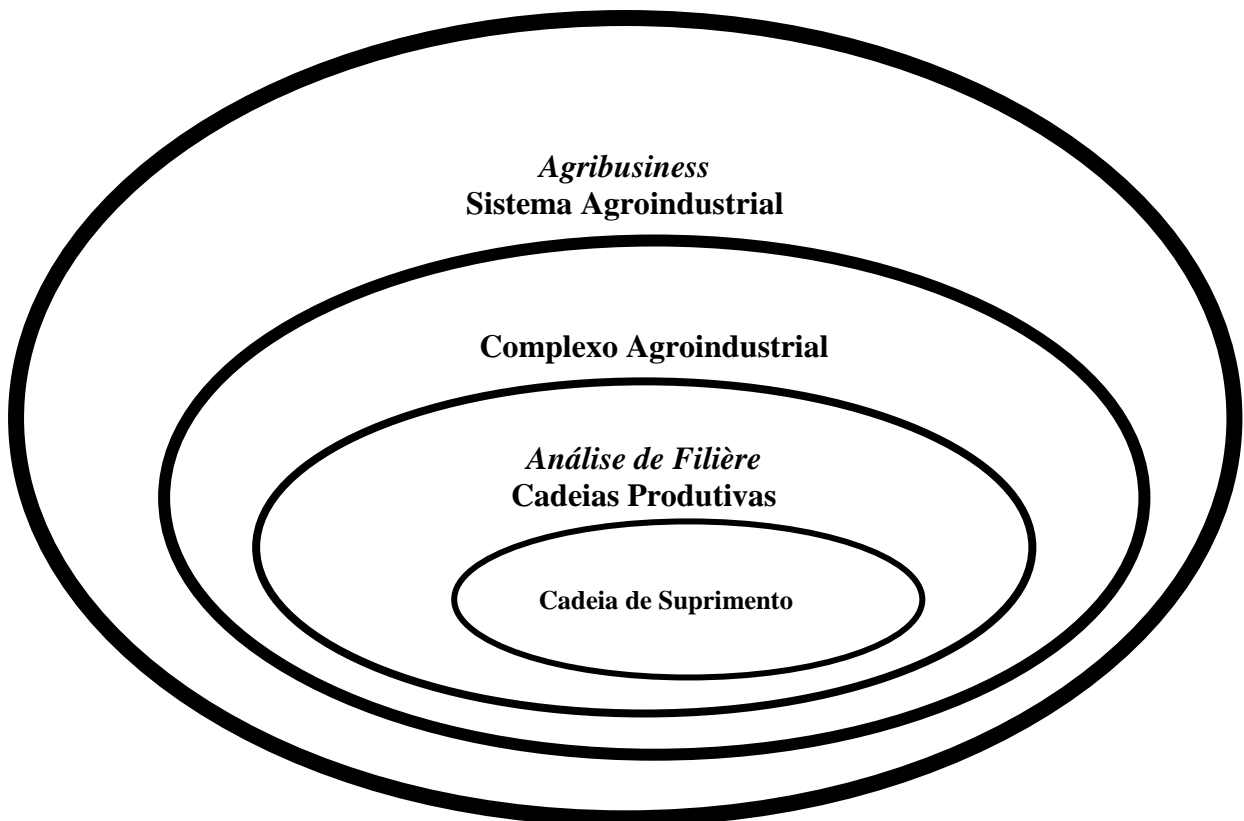 Agribusiness
Sistema Agroindustrial
Complexo Agroindustrial
Análise de Filière
Cadeias Produtivas
Cadeia de Suprimento